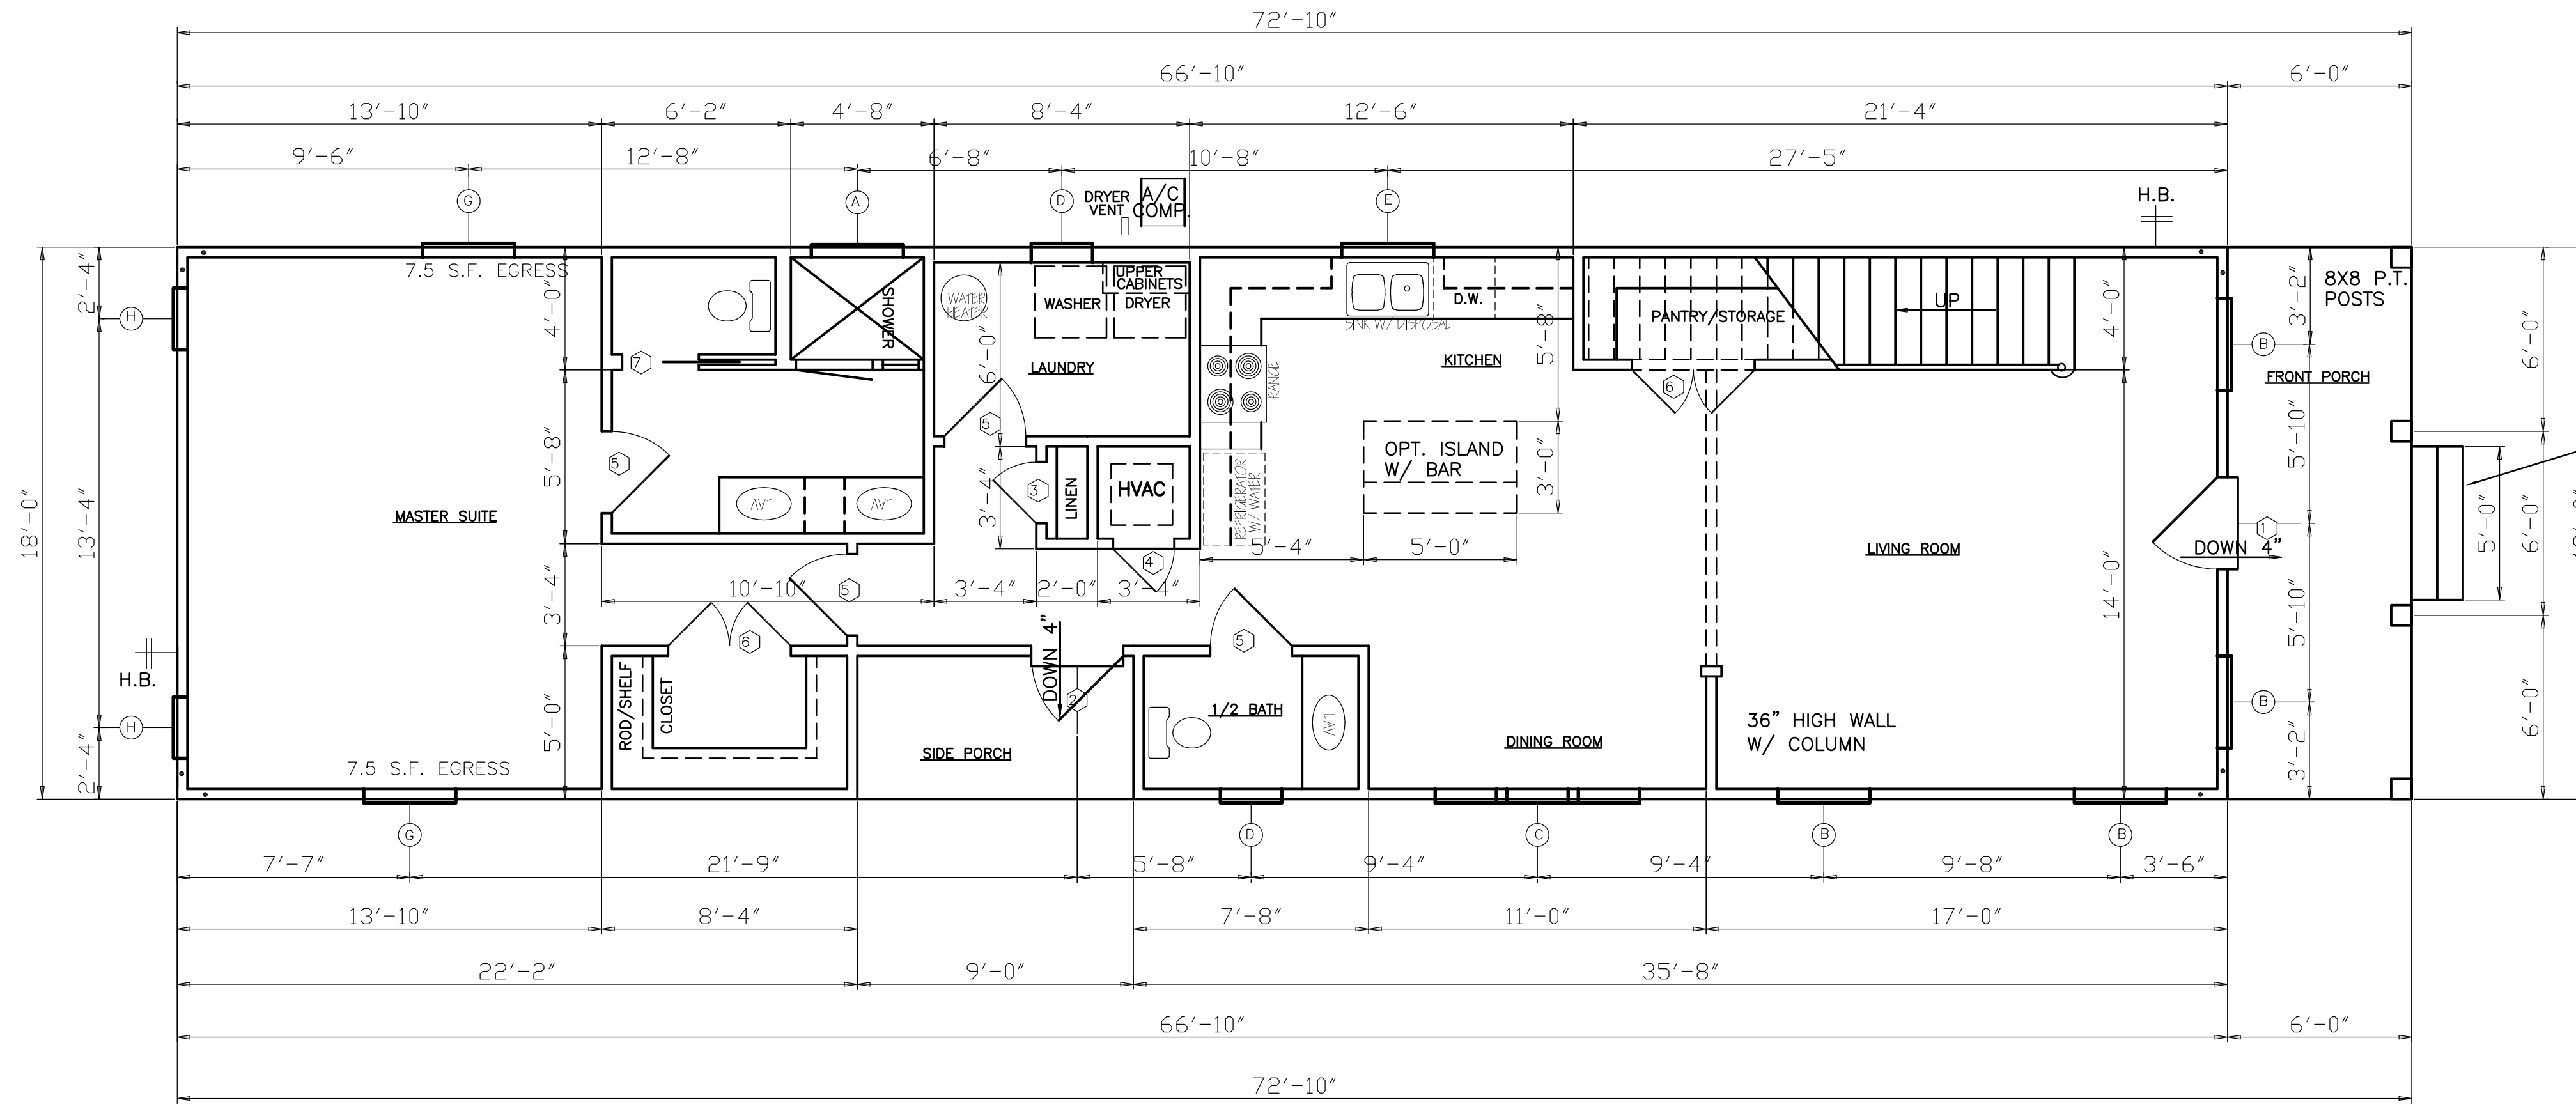 72'-10"
66'-10" 6'-0"
13'-10" 6'-2" 4'-8" 8'-4" 12'-6" 21'-4"
9'-6" 12'-8" 6'-8" 10'-8" 27'-5"
G A D E
DRYER
VENT
A/C
COMP.
H.B.
18'-0"
2'-4"
13'-4"
2'-4"
H
H
H.B.
7.5 S.F. EGRESS
MASTER SUITE
7.5 S.F. EGRESS
4'-0"
5'-8"
3'-4"
5'-0"
7
5
SHOWER
LAV.
LAV.
10'-10"
3'-4"
2'-0"
3'-4"
5
6
ROD/SHELF
CLOSET
WATER
HEATER
6'-0"
3'-4"
WASHER
UPPER
CABINETS
DRYER
LAUNDRY
5
3
LINEN
HVAC
4
DOWN 4"
2
SIDE PORCH
5
1/2 BATH
LAV.
SINK W/ DISPOSAL
D.W.
KITCHEN
RANGE
REFRIGERATOR
W/ WATER
5'-8"
3'-0"
OPT. ISLAND
W/ BAR
5'-4"
5'-0"
DINING ROOM
PANTRY/STORAGE
6
UP
4'-0"
14'-0"
LIVING ROOM
36" HIGH WALL
W/ COLUMN
DOWN 4"
1
B
B
FRONT PORCH
8X8 P.T.
POSTS
3'-2"
5'-10"
5'-10"
3'-2"
5'-0"
6'-0"
6'-0"
6'-0"
G D C B B
7'-7" 21'-9" 5'-8" 9'-4" 9'-4" 9'-8" 3'-6"
13'-10" 8'-4" 7'-8" 11'-0" 17'-0"
22'-2" 9'-0" 35'-8"
66'-10" 6'-0"
72'-10"